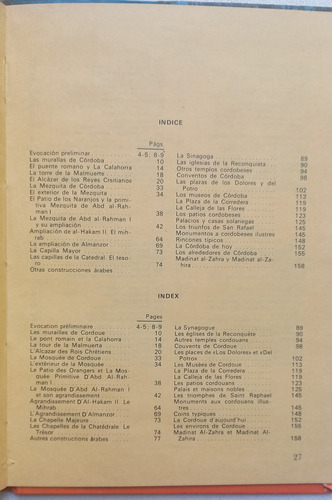 INDICE
Págs.
Evocación preliminar 4-5; 8-9
Las murallas de Córdoba 10
El puente romano y La Calahorra 14
La torre de la Malmuerta 18
El Alcázar de los Reyes Cristianos 20
La Mezquita de Córdoba 33
El exterior de la Mezquita 34
El Patio de los Naranjos y la primitiva
Mezquita de Abd al-Rahman
I 38
La Mezquita de Abd al-Rahman I
y su ampliación 42
Ampliación de al-Hakam II. El mihrab
64
La ampliación de Almanzor 69
La Capilla Mayor 73
Las capillas de la Catedral. El tesoro
74
Otras construcciones árabes 77
La Sinagoga 89
Las iglesias de la Reconquista 90
Otros templos cordobeses 94
Conventos de Córdoba 98
Las plazas de los Dolores y del
Potro 102
Los museos de Córdoba 112
La Plaza de la Corredera 119
La Calleja de las Flores 119
Los patios cordobeses 125
Palacios y casas solariegas 125
Los triunfos de San Rafael 145
Monumentos a cordobeses ilustres 145
Rincones típicos 152
La Córdoba de hoy 152
Los alrededores de Córdoba 155
Madinat al-Zahra y Madinat al-Zahira
158
INDEX
Pages
Evocation préliminaire 4-5; 8-9
Les murailles de Cordoue 10
Le pont romain et la Calahorra 14
La tour de la Malmuerta 18
L'Alcazar des Rois Chrétiens 20
La Mosquée de Cordoue 33
L'extérieur de la Mosquée 34
Le Patio des Orangers et la Mosquée
Primitive D'Abd Al-Rahman
I 38
La Mosquée D'Abd Al-Rahman I
et son agrandissement 42
Agrandissement D'Al-Hakam II. Le
Mihrab 64
L'Agrandissement D'Almanzor 69
La Chapelle Majeure 73
Les Chapelles de la Chatédrale. Le
Trésor 74
Autres constructions árabes 77
La Synagogue 89
Les églises de la Reconquête 90
Autres temples cordouans 94
Couvents de Cordoue 98
Les places de «Los Dolores» et «Del
Potro» 102
Les Musées de Cordoue 112
La Plaza de la Corredera 119
La Calleja de las Flores 119
Les patios cordouans 125
Palais et maisons nobles 125
Les triomphes de Saint Raphael 145
Monuments aux cordouans illustres
145
Coins typiques 152
La Cordoue d'aujourd'hui 152
Les environs de Cordoue 155
Madinat Al-Zahra et Madinat Al-
Zahira 158
27